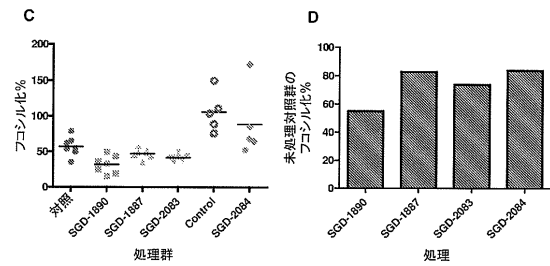 C
フコシル化%
200
150
100
50
0
対照
SGD-1890
SGD-1887
SGD-2083
Control
SGD-2084
処理群
D
未処理対照群の
フコシル化%
100
80
60
40
20
0
SGD-1890
SGD-1887
SGD-2083
SGD-2084
処理